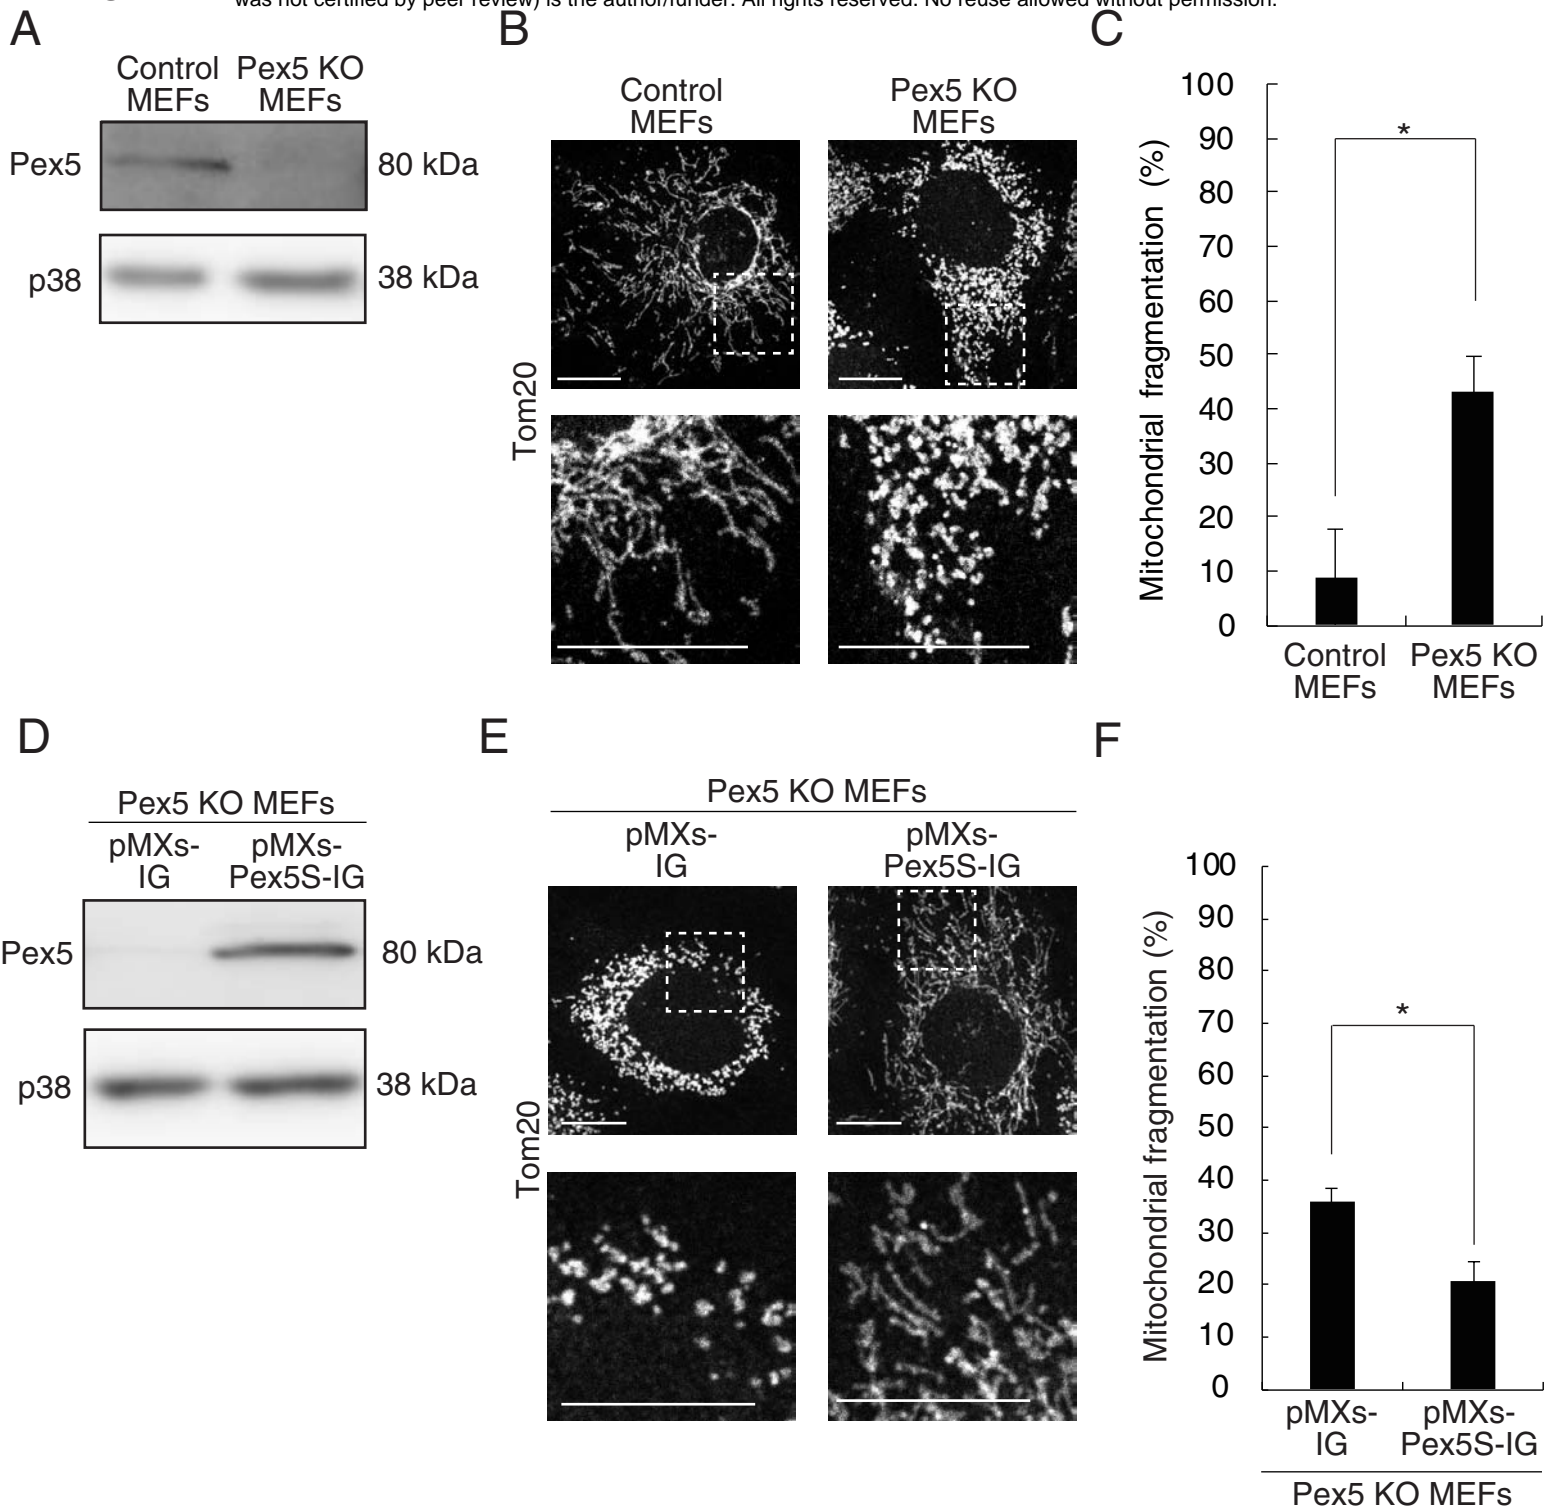 was not certified by peer review) is the author/funder. All rights reserved. No reuse allowed without permission.
A
Control MEFs
Pex5 KO MEFs
Pex5
80 kDa
p38
38 kDa
B
Control MEFs
Pex5 KO MEFs
Tom20
C
Mitochondrial fragmentation (%)
100
90
80
70
60
50
40
30
20
10
0
*
Control MEFs
Pex5 KO MEFs
D
Pex5 KO MEFs
pMXs-
IG
pMXs-
Pex5S-IG
Pex5
80 kDa
p38
38 kDa
E
Pex5 KO MEFs
pMXs-
IG
pMXs-
Pex5S-IG
Tom20
F
Mitochondrial fragmentation (%)
100
90
80
70
60
50
40
30
20
10
0
*
pMXs-
IG
pMXs-
Pex5S-IG
Pex5 KO MEFs